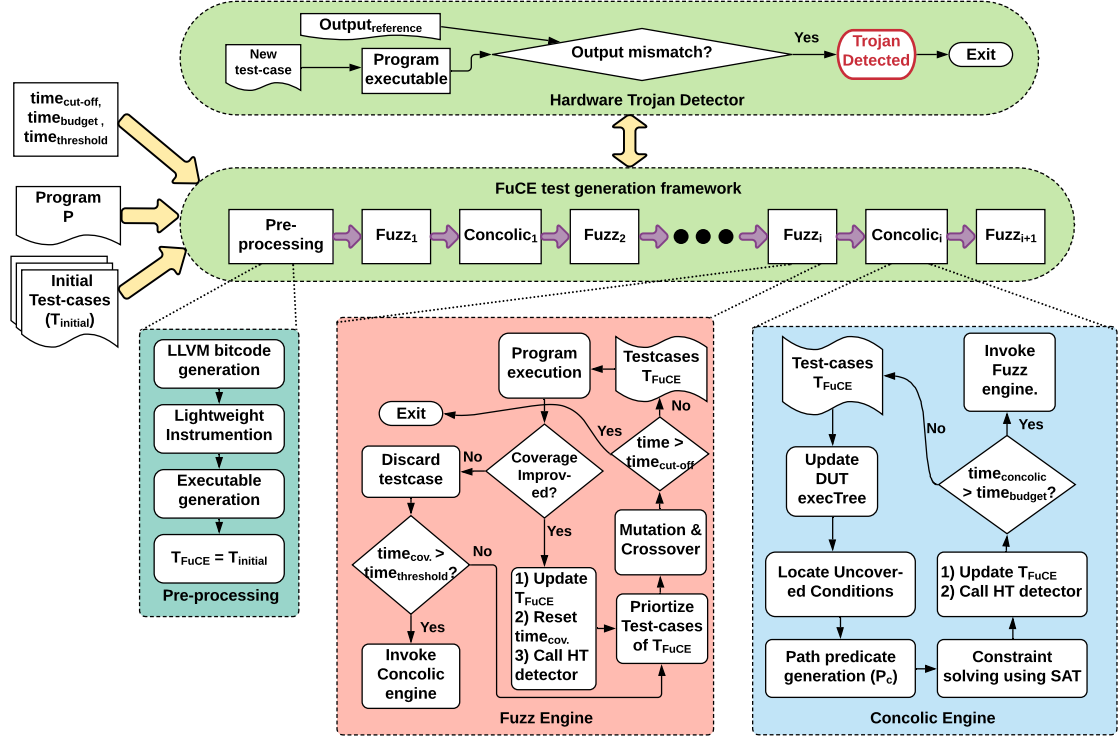 Output_reference
New
test-case
Program
executable
Output mismatch?
Yes
Trojan
Detected
Exit
Hardware Trojan Detector
time_cut-off,
time_budget ,
time_threshold
Program
P
Initial
Test-cases
(T_initial)
FuCE test generation framework
Pre-
processing
Fuzz_1
Concolic_1
Fuzz_2
Fuzz_i
Concolic_i
Fuzz_i+1
LLVM bitcode
generation
Lightweight
Instrumention
Executable
generation
T_FuCE = T_initial
Pre-processing
Program
execution
Testcases
T_FuCE
Exit
Yes
No
time >
time_cut-off
Coverage
Improv-
ed?
No
Discard
testcase
Yes
Mutation &
Crossover
time_cov. >
time_threshold?
No
Yes
1) Update
T_FuCE
2) Reset
time_cov.
3) Call HT
detector
Priortize
Test-cases
of T_FuCE
Invoke
Concolic
engine
Fuzz Engine
Test-cases
T_FuCE
Invoke
Fuzz
engine.
No
Yes
Update
DUT
execTree
time_concolic
> time_budget?
Locate Uncover-
ed Conditions
1) Update T_FuCE
2) Call HT detector
Path predicate
generation (P_c)
Constraint
solving using SAT
Concolic Engine